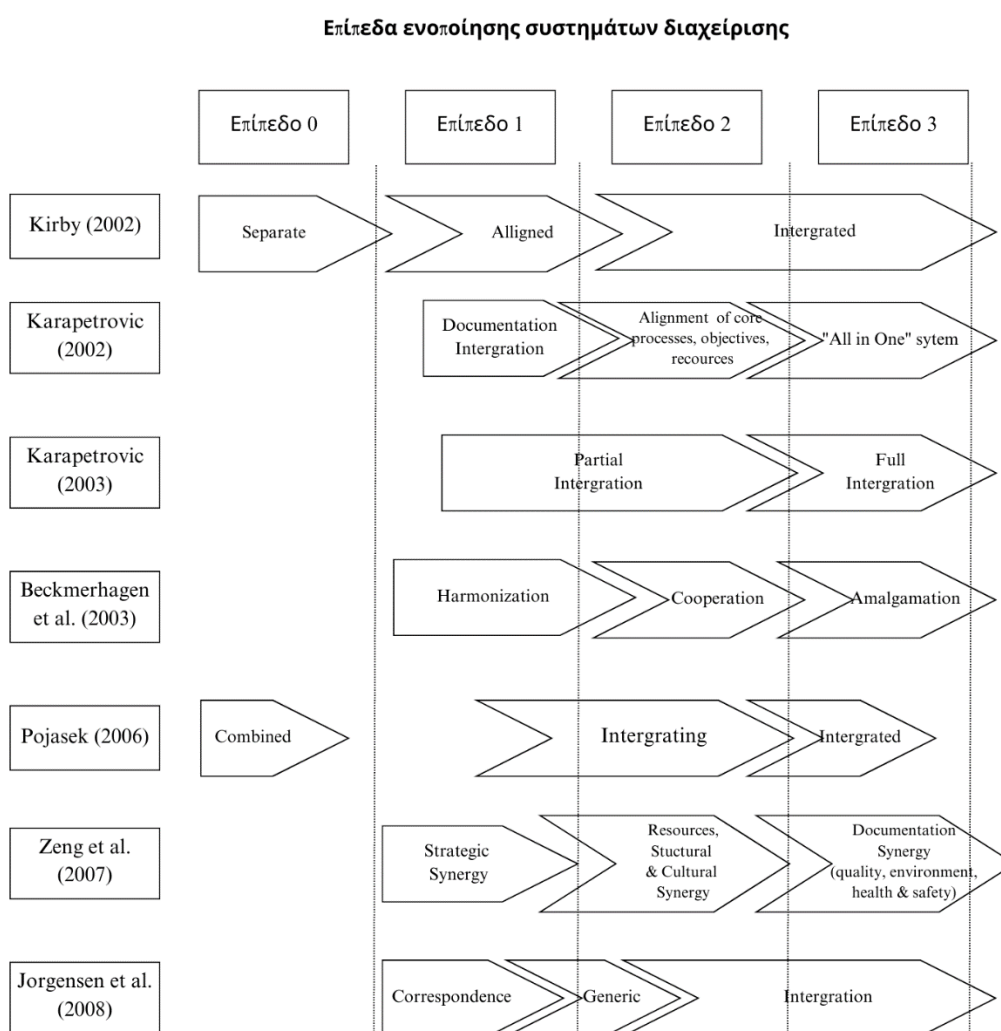 Επίπεδα ενοποίησης συστημάτων διαχείρισης
Επίπεδο 0
Επίπεδο 1
Επίπεδο 2
Επίπεδο 3
Kirby (2002)
Separate
Alligned
Intergrated
Karapetrovic
(2002)
Documentation
Intergration
Alignment of core
processes, objectives,
recources
"All in One" sytem
Karapetrovic
(2003)
Partial
Intergration
Full
Intergration
Beckmerhagen
et al. (2003)
Harmonization
Cooperation
Amalgamation
Pojasek (2006)
Combined
Intergrating
Intergrated
Zeng et al.
(2007)
Strategic
Synergy
Resources,
Stuctural
& Cultural
Synergy
Documentation
Synergy
(quality, environment,
health & safety)
Jorgensen et al.
(2008)
Correspondence
Generic
Intergration